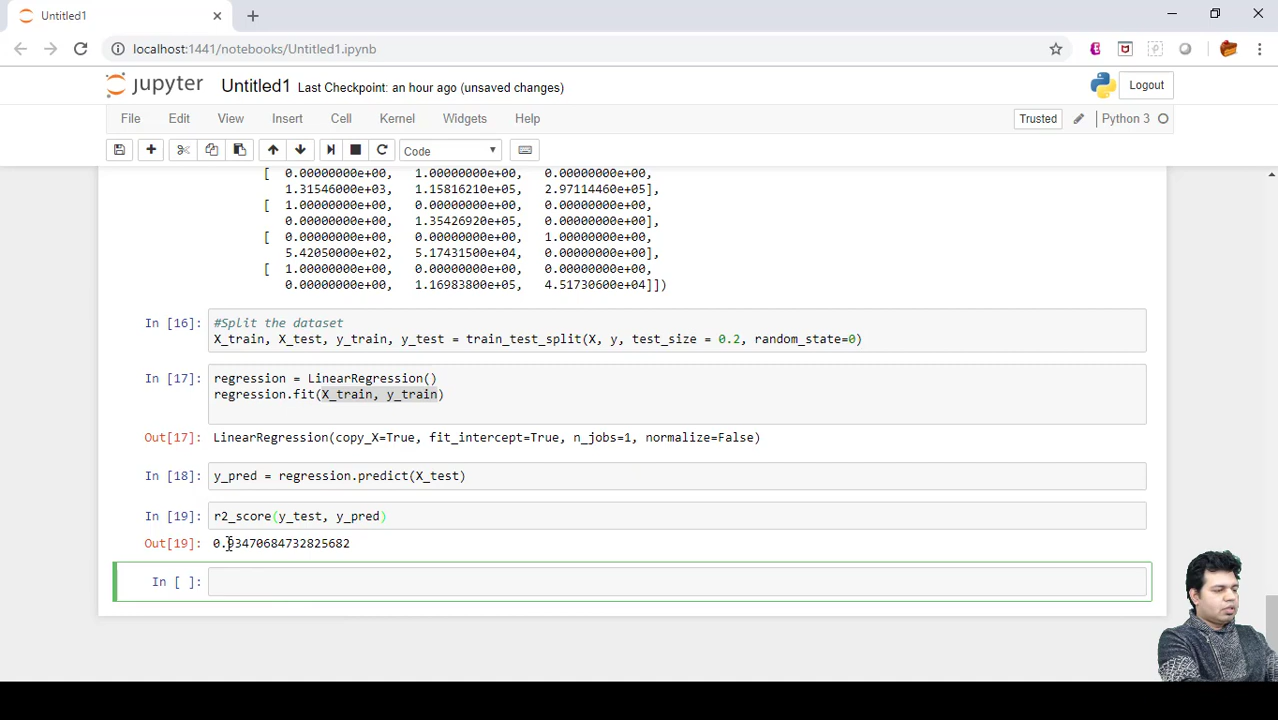 Untitled1
localhost:1441/notebooks/Untitled1.ipynb
jupyter Untitled1 Last Checkpoint: an hour ago (unsaved changes) Logout
File Edit View Insert Cell Kernel Widgets Help Trusted Python 3
Code
[ 0.00000000e+00, 1.00000000e+00, 0.00000000e+00,
1.31546000e+03, 1.15816210e+05, 2.97114460e+05],
[ 1.00000000e+00, 0.00000000e+00, 0.00000000e+00,
0.00000000e+00, 1.35426920e+05, 0.00000000e+00],
[ 0.00000000e+00, 0.00000000e+00, 1.00000000e+00,
5.42050000e+02, 5.17431500e+04, 0.00000000e+00],
[ 1.00000000e+00, 0.00000000e+00, 0.00000000e+00,
0.00000000e+00, 1.16983800e+05, 4.51730600e+04]])
In [16]: #Split the dataset
X_train, X_test, y_train, y_test = train_test_split(X, y, test_size = 0.2, random_state=0)
In [17]: regression = LinearRegression()
regression.fit(X_train, y_train)
Out[17]: LinearRegression(copy_X=True, fit_intercept=True, n_jobs=1, normalize=False)
In [18]: y_pred = regression.predict(X_test)
In [19]: r2_score(y_test, y_pred)
Out[19]: 0.93470684732825682
In [ ]: